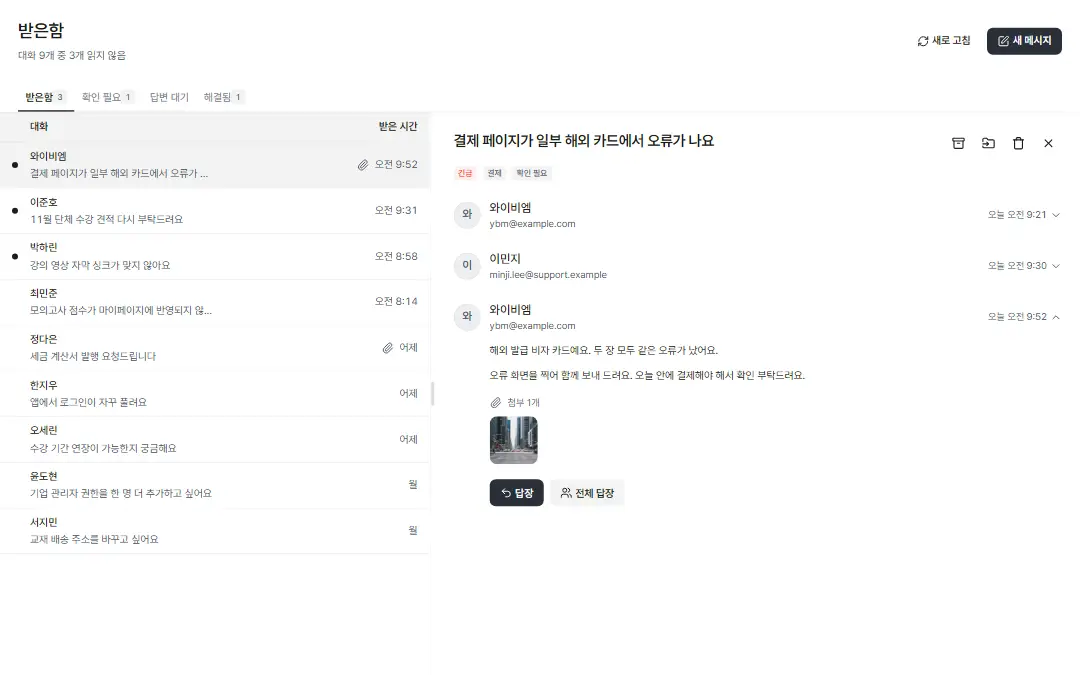 받은함
대화 9개 중 3개 읽지 않음
새로 고침
새 메시지
받은함 3
확인 필요 1
답변 대기
해결됨 1
대화
받은 시간
와이비엠
결제 페이지가 일부 해외 카드에서 오류가 ...
오전 9:52
이준호
11월 단체 수강 견적 다시 부탁드려요
오전 9:31
박하린
강의 영상 자막 싱크가 맞지 않아요
오전 8:58
최민준
모의고사 점수가 마이페이지에 반영되지 않...
오전 8:14
정다은
세금 계산서 발행 요청드립니다
어제
한지우
앱에서 로그인이 자꾸 풀려요
어제
오세린
수강 기간 연장이 가능한지 궁금해요
어제
윤도현
기업 관리자 권한을 한 명 더 추가하고 싶어요
월
서지민
교재 배송 주소를 바꾸고 싶어요
월
결제 페이지가 일부 해외 카드에서 오류가 나요
긴급
결제
확인 필요
와
와이비엠
ybm@example.com
오늘 오전 9:21
이
이민지
minji.lee@support.example
오늘 오전 9:30
와
와이비엠
ybm@example.com
오늘 오전 9:52
해외 발급 비자 카드예요. 두 장 모두 같은 오류가 났어요.
오류 화면을 찍어 함께 보내 드려요. 오늘 안에 결제해야 해서 확인 부탁드려요.
첨부 1개
답장
전체 답장